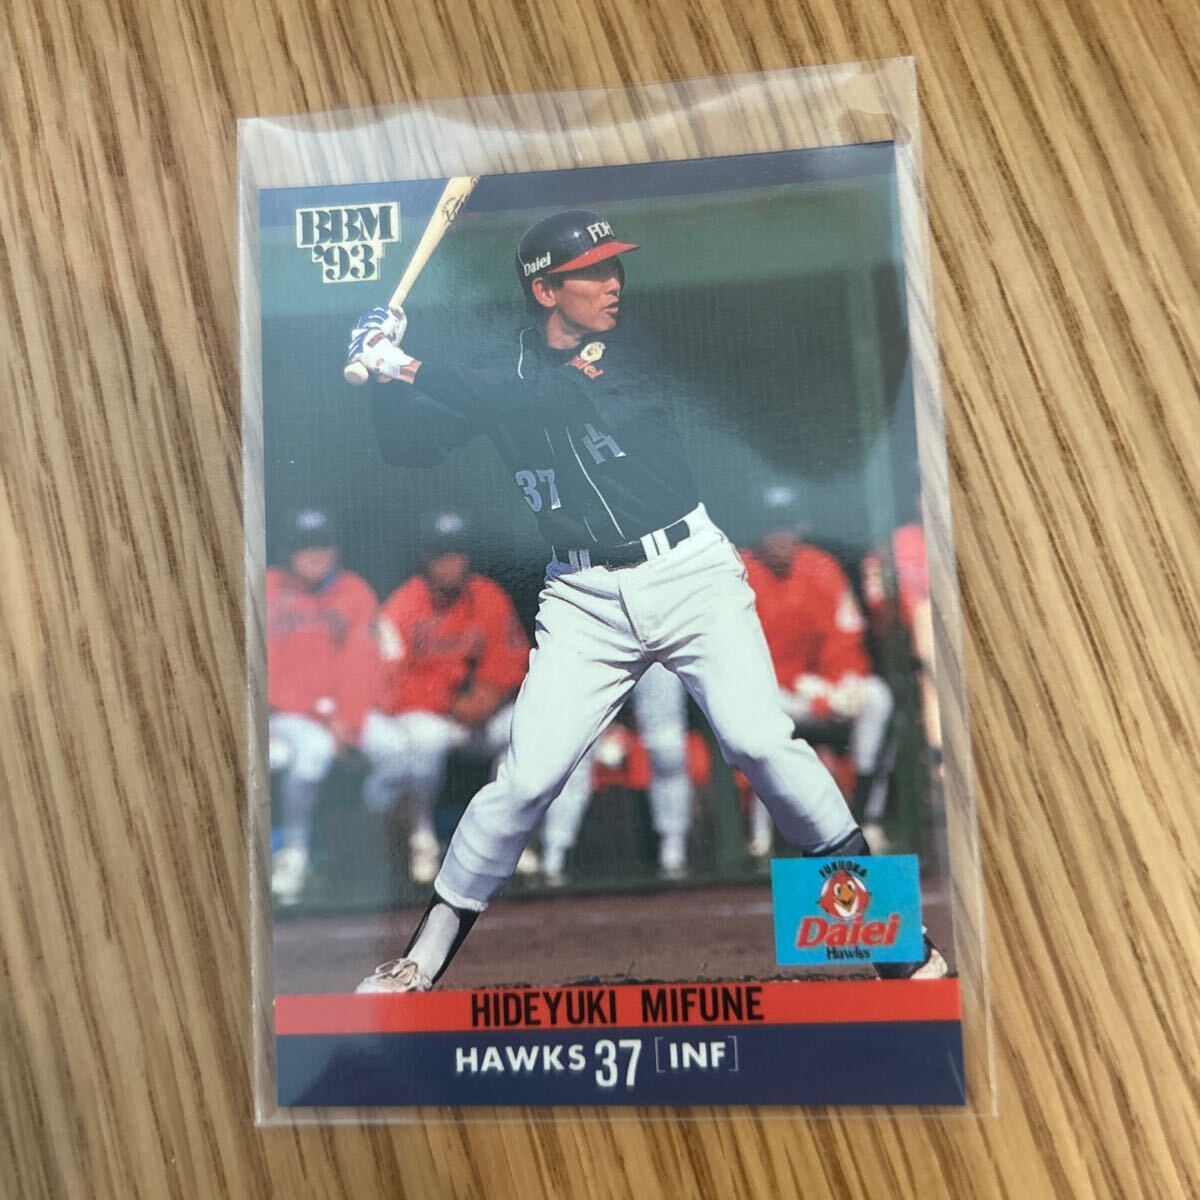 BBM
'93
FDH
Daiei
37
H
FUKUOKA
Daiei
Hawks
HIDEYUKI MIFUNE
HAWKS 37 [INF]